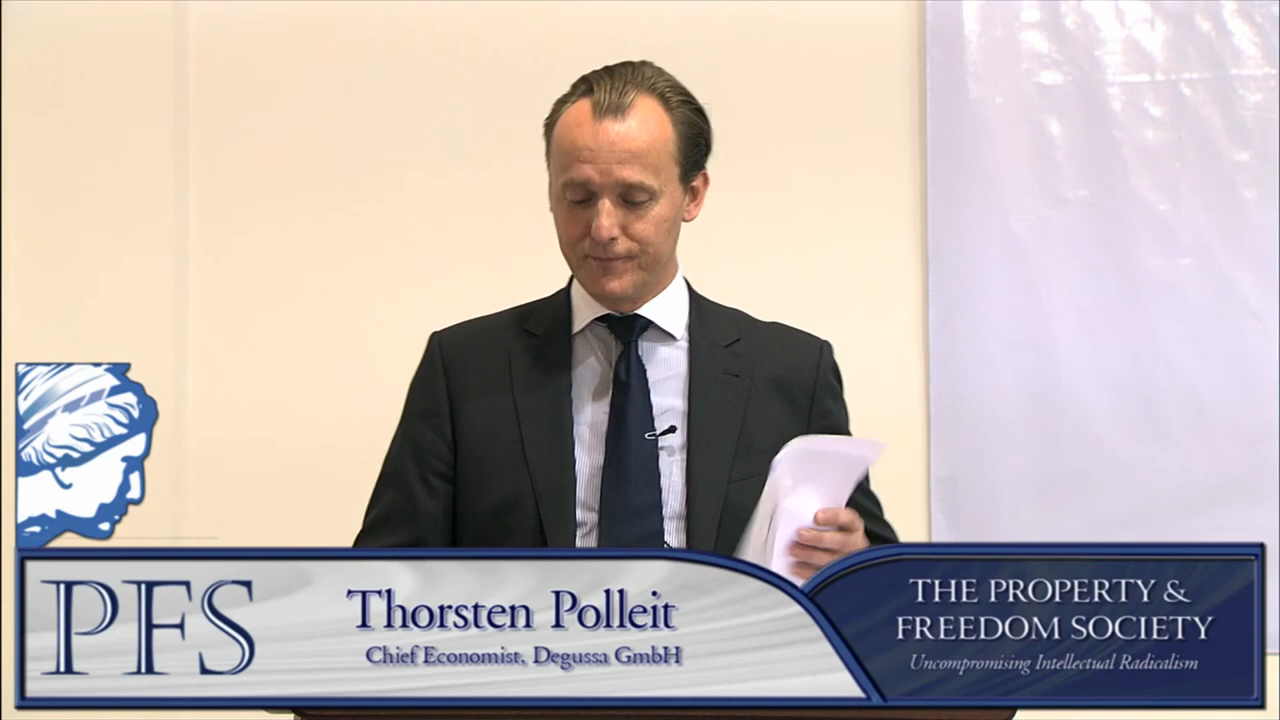 PFS
Thorsten Polleit
Chief Economist, Degussa GmbH
THE PROPERTY &
FREEDOM SOCIETY
Uncompromising Intellectual Radicalism